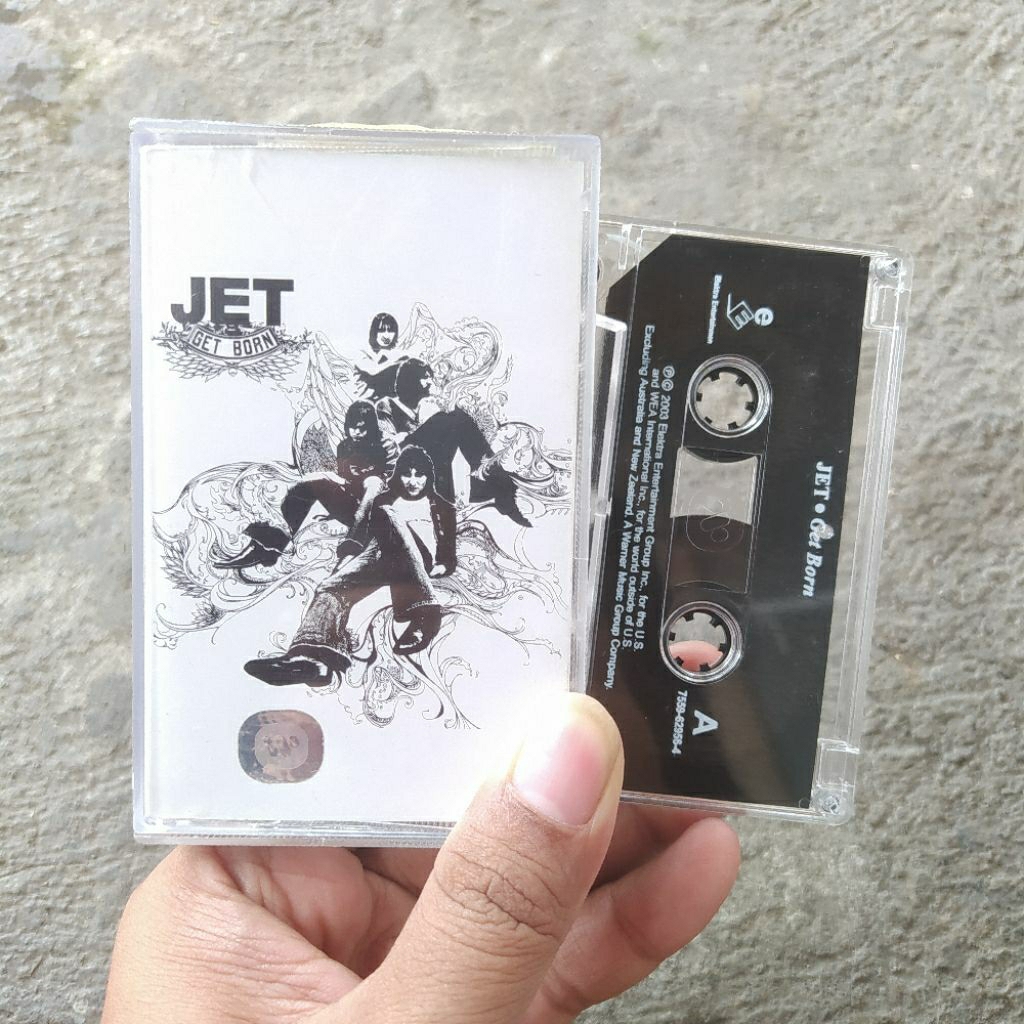 JET
GET BORN
e
Elektra Entertainment
℗ © 2003 Elektra Entertainment Group Inc., for the U.S.
and WEA International Inc., for the world outside of U.S.
Excluding Australia and New Zealand. A Warner Music Group Company.
JET • Get Born
A
7559-62956-4